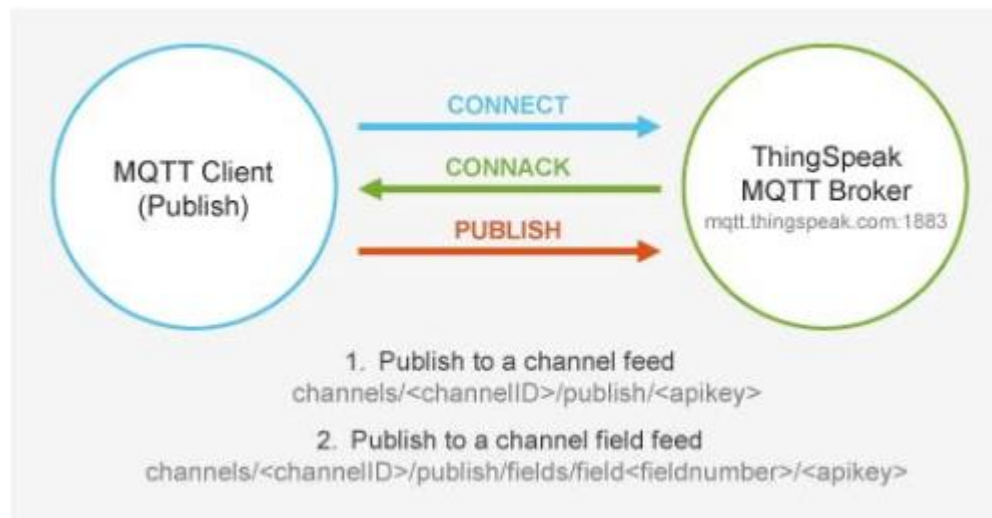 CONNECT
CONNACK
PUBLISH
MQTT Client
(Publish)
ThingSpeak
MQTT Broker
mqtt.thingspeak.com:1883
1. Publish to a channel feed
channels/<channelID>/publish/<apikey>
2. Publish to a channel field feed
channels/<channelID>/publish/fields/field<fieldnumber>/<apikey>